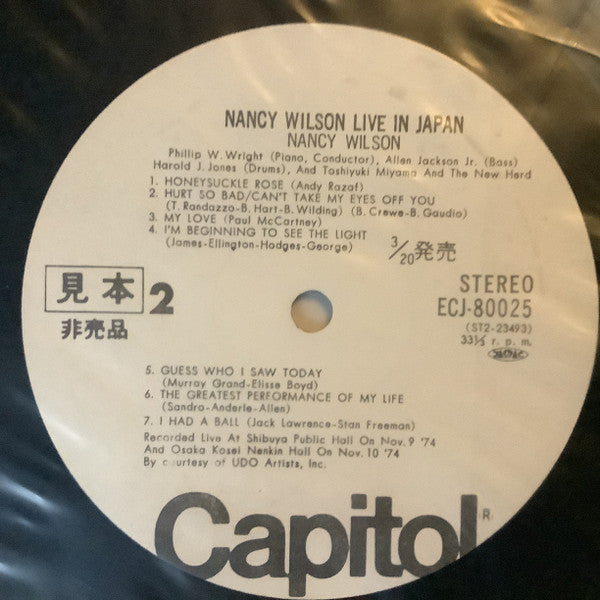 NANCY WILSON LIVE IN JAPAN
NANCY WILSON
Phillip W. Wright (Piano, Conductor), Allen Jackson Jr. (Bass)
Harold J. Jones (Drums), And Toshiyuki Miyama And The New Herd
1. HONEYSUCKLE ROSE (Andy Razaf)
2. HURT SO BAD/CAN'T TAKE MY EYES OFF YOU
(T. Randazzo-B. Hart-B. Wilding) (B. Crewe-B. Gaudio)
3. MY LOVE (Paul McCartney)
4. I'M BEGINNING TO SEE THE LIGHT
(James-Ellington-Hodges-George)
3/20発売
見本 2
非売品
STEREO
ECJ-80025
(ST2-23493)
33⅓ r. p. m.
JASRAC
5. GUESS WHO I SAW TODAY
(Murray Grand-Elisse Boyd)
6. THE GREATEST PERFORMANCE OF MY LIFE
(Sandro-Anderle-Allen)
7. I HAD A BALL (Jack Lawrence-Stan Freeman)
Recorded Live At Shibuya Public Hall On Nov. 9 '74
And Osaka Kosei Nenkin Hall On Nov. 10 '74
By courtesy of UDO Artists, Inc.
Capitol®